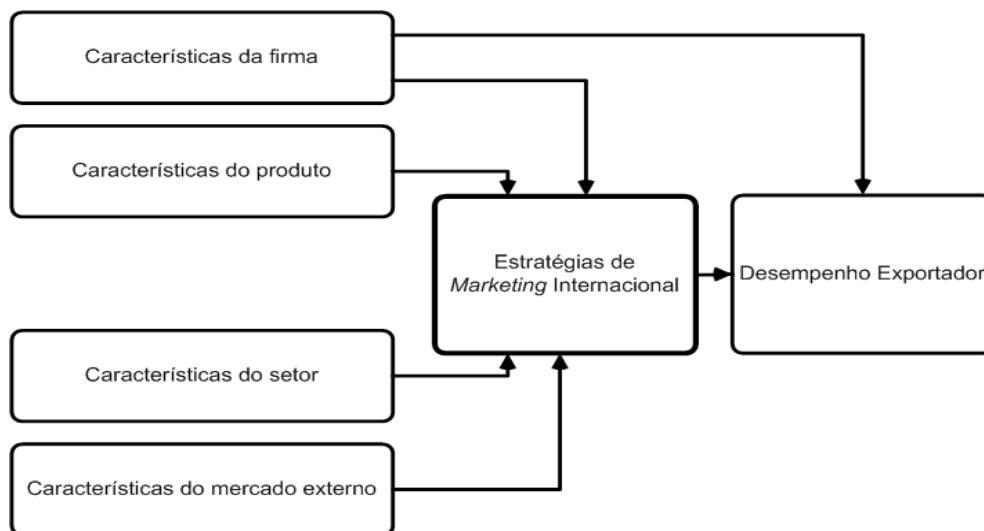 Características da firma
Características do produto
Estratégias de
Marketing Internacional
Desempenho Exportador
Características do setor
Características do mercado externo